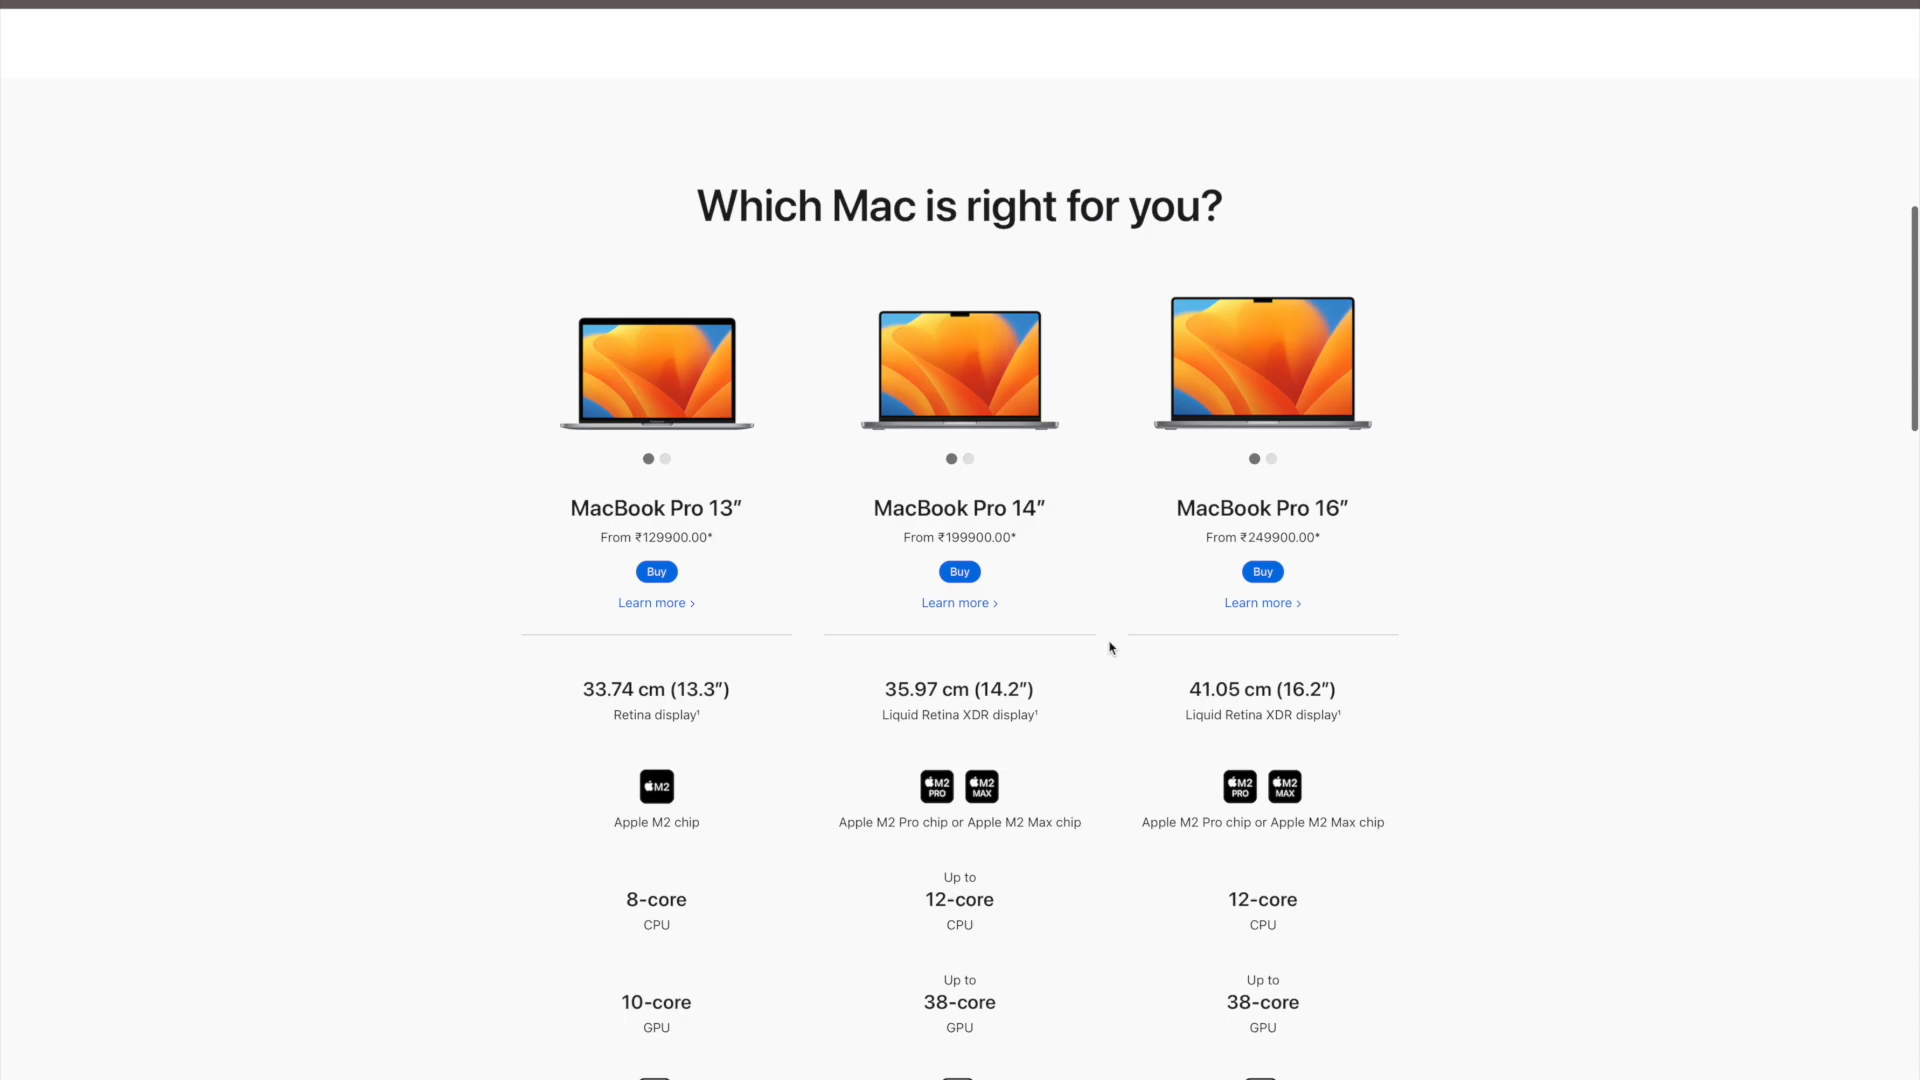 Which Mac is right for you?
MacBook Pro 13″
From ₹129900.00*
Buy
Learn more ›
MacBook Pro 14″
From ₹199900.00*
Buy
Learn more ›
MacBook Pro 16″
From ₹249900.00*
Buy
Learn more ›
33.74 cm (13.3″)
Retina display¹
35.97 cm (14.2″)
Liquid Retina XDR display¹
41.05 cm (16.2″)
Liquid Retina XDR display¹
M2
M2
PRO
M2
MAX
M2
PRO
M2
MAX
Apple M2 chip
Apple M2 Pro chip or Apple M2 Max chip
Apple M2 Pro chip or Apple M2 Max chip
8-core
CPU
Up to
12-core
CPU
12-core
CPU
10-core
GPU
Up to
38-core
GPU
Up to
38-core
GPU